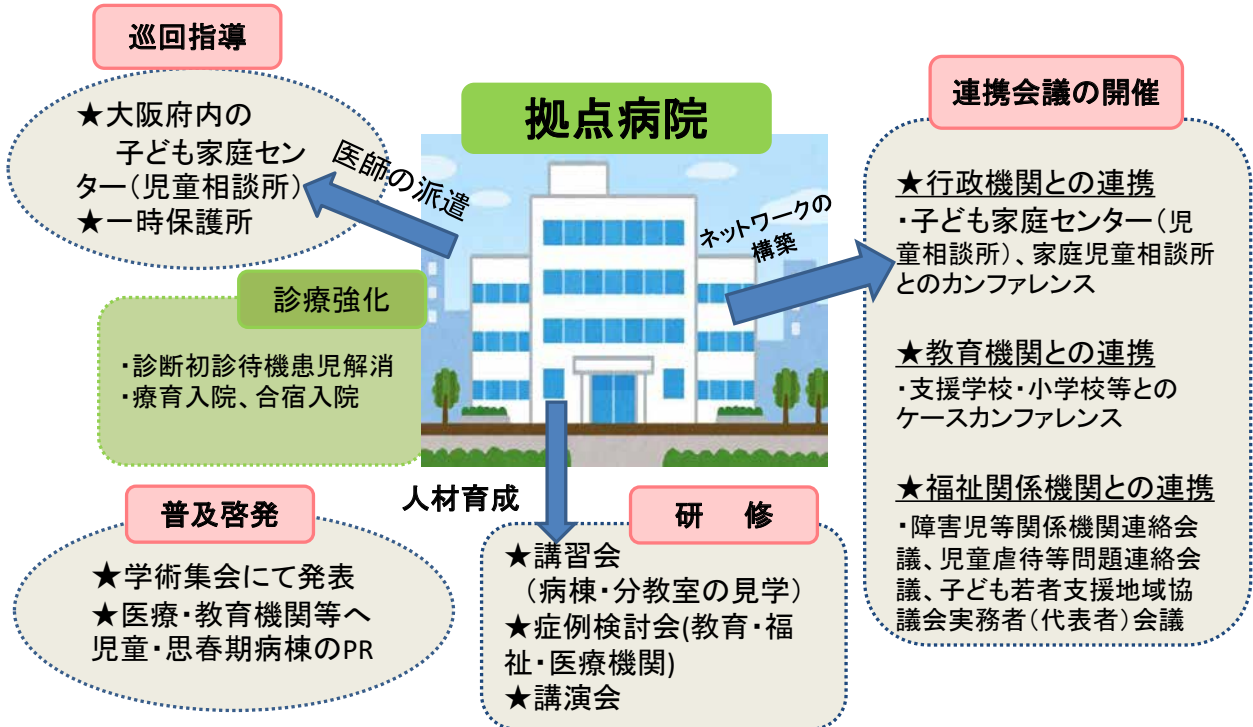 巡回指導
★大阪府内の
子ども家庭セン
ター(児童相談所)
★一時保護所
医師の派遣
拠点病院
ネットワークの
構築
連携会議の開催
★行政機関との連携
・子ども家庭センター(児
童相談所)、家庭児童相談所
とのカンファレンス
★教育機関との連携
・支援学校・小学校等との
ケースカンファレンス
★福祉関係機関との連携
・障害児等関係機関連絡会
議、児童虐待等問題連絡会
議、子ども若者支援地域協
議会実務者(代表者)会議
診療強化
・診断初診待機患児解消
・療育入院、合宿入院
普及啓発
★学術集会にて発表
★医療・教育機関等へ
児童・思春期病棟のPR
人材育成
研 修
★講習会
(病棟・分教室の見学)
★症例検討会(教育・福
祉・医療機関)
★講演会